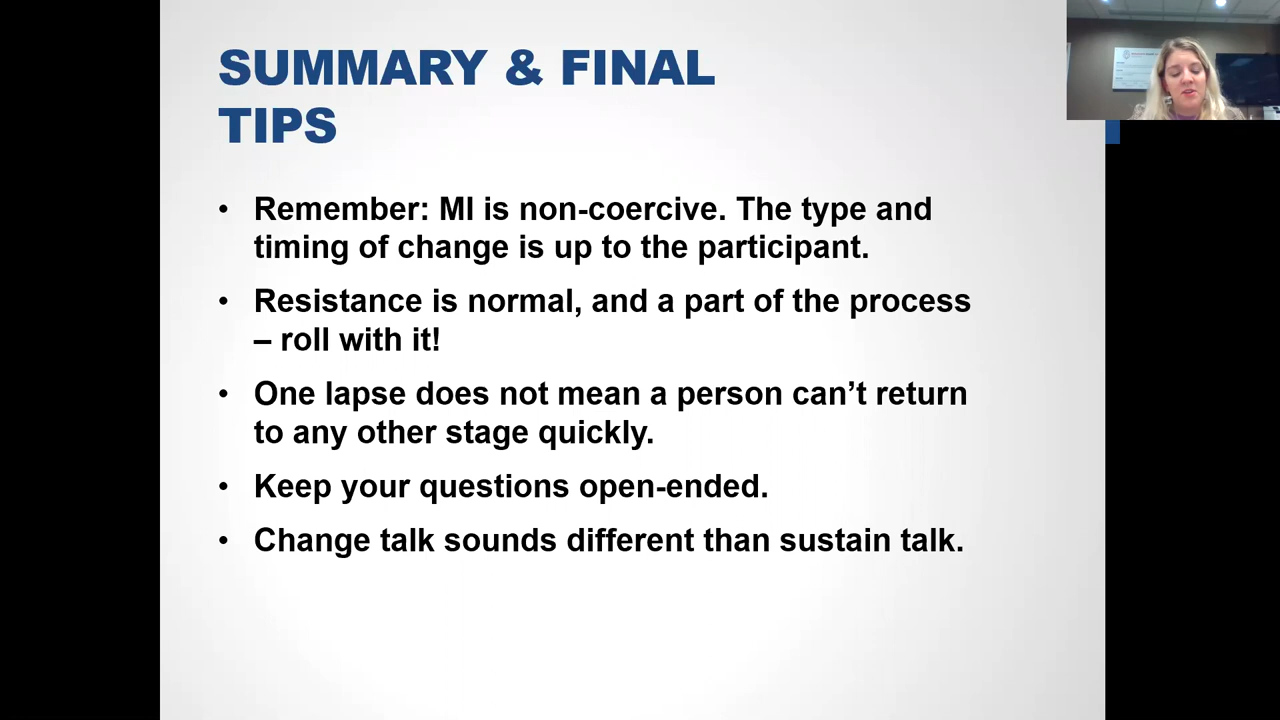 SUMMARY & FINAL
TIPS
• Remember: MI is non-coercive. The type and
timing of change is up to the participant.
• Resistance is normal, and a part of the process
– roll with it!
• One lapse does not mean a person can’t return
to any other stage quickly.
• Keep your questions open-ended.
• Change talk sounds different than sustain talk.